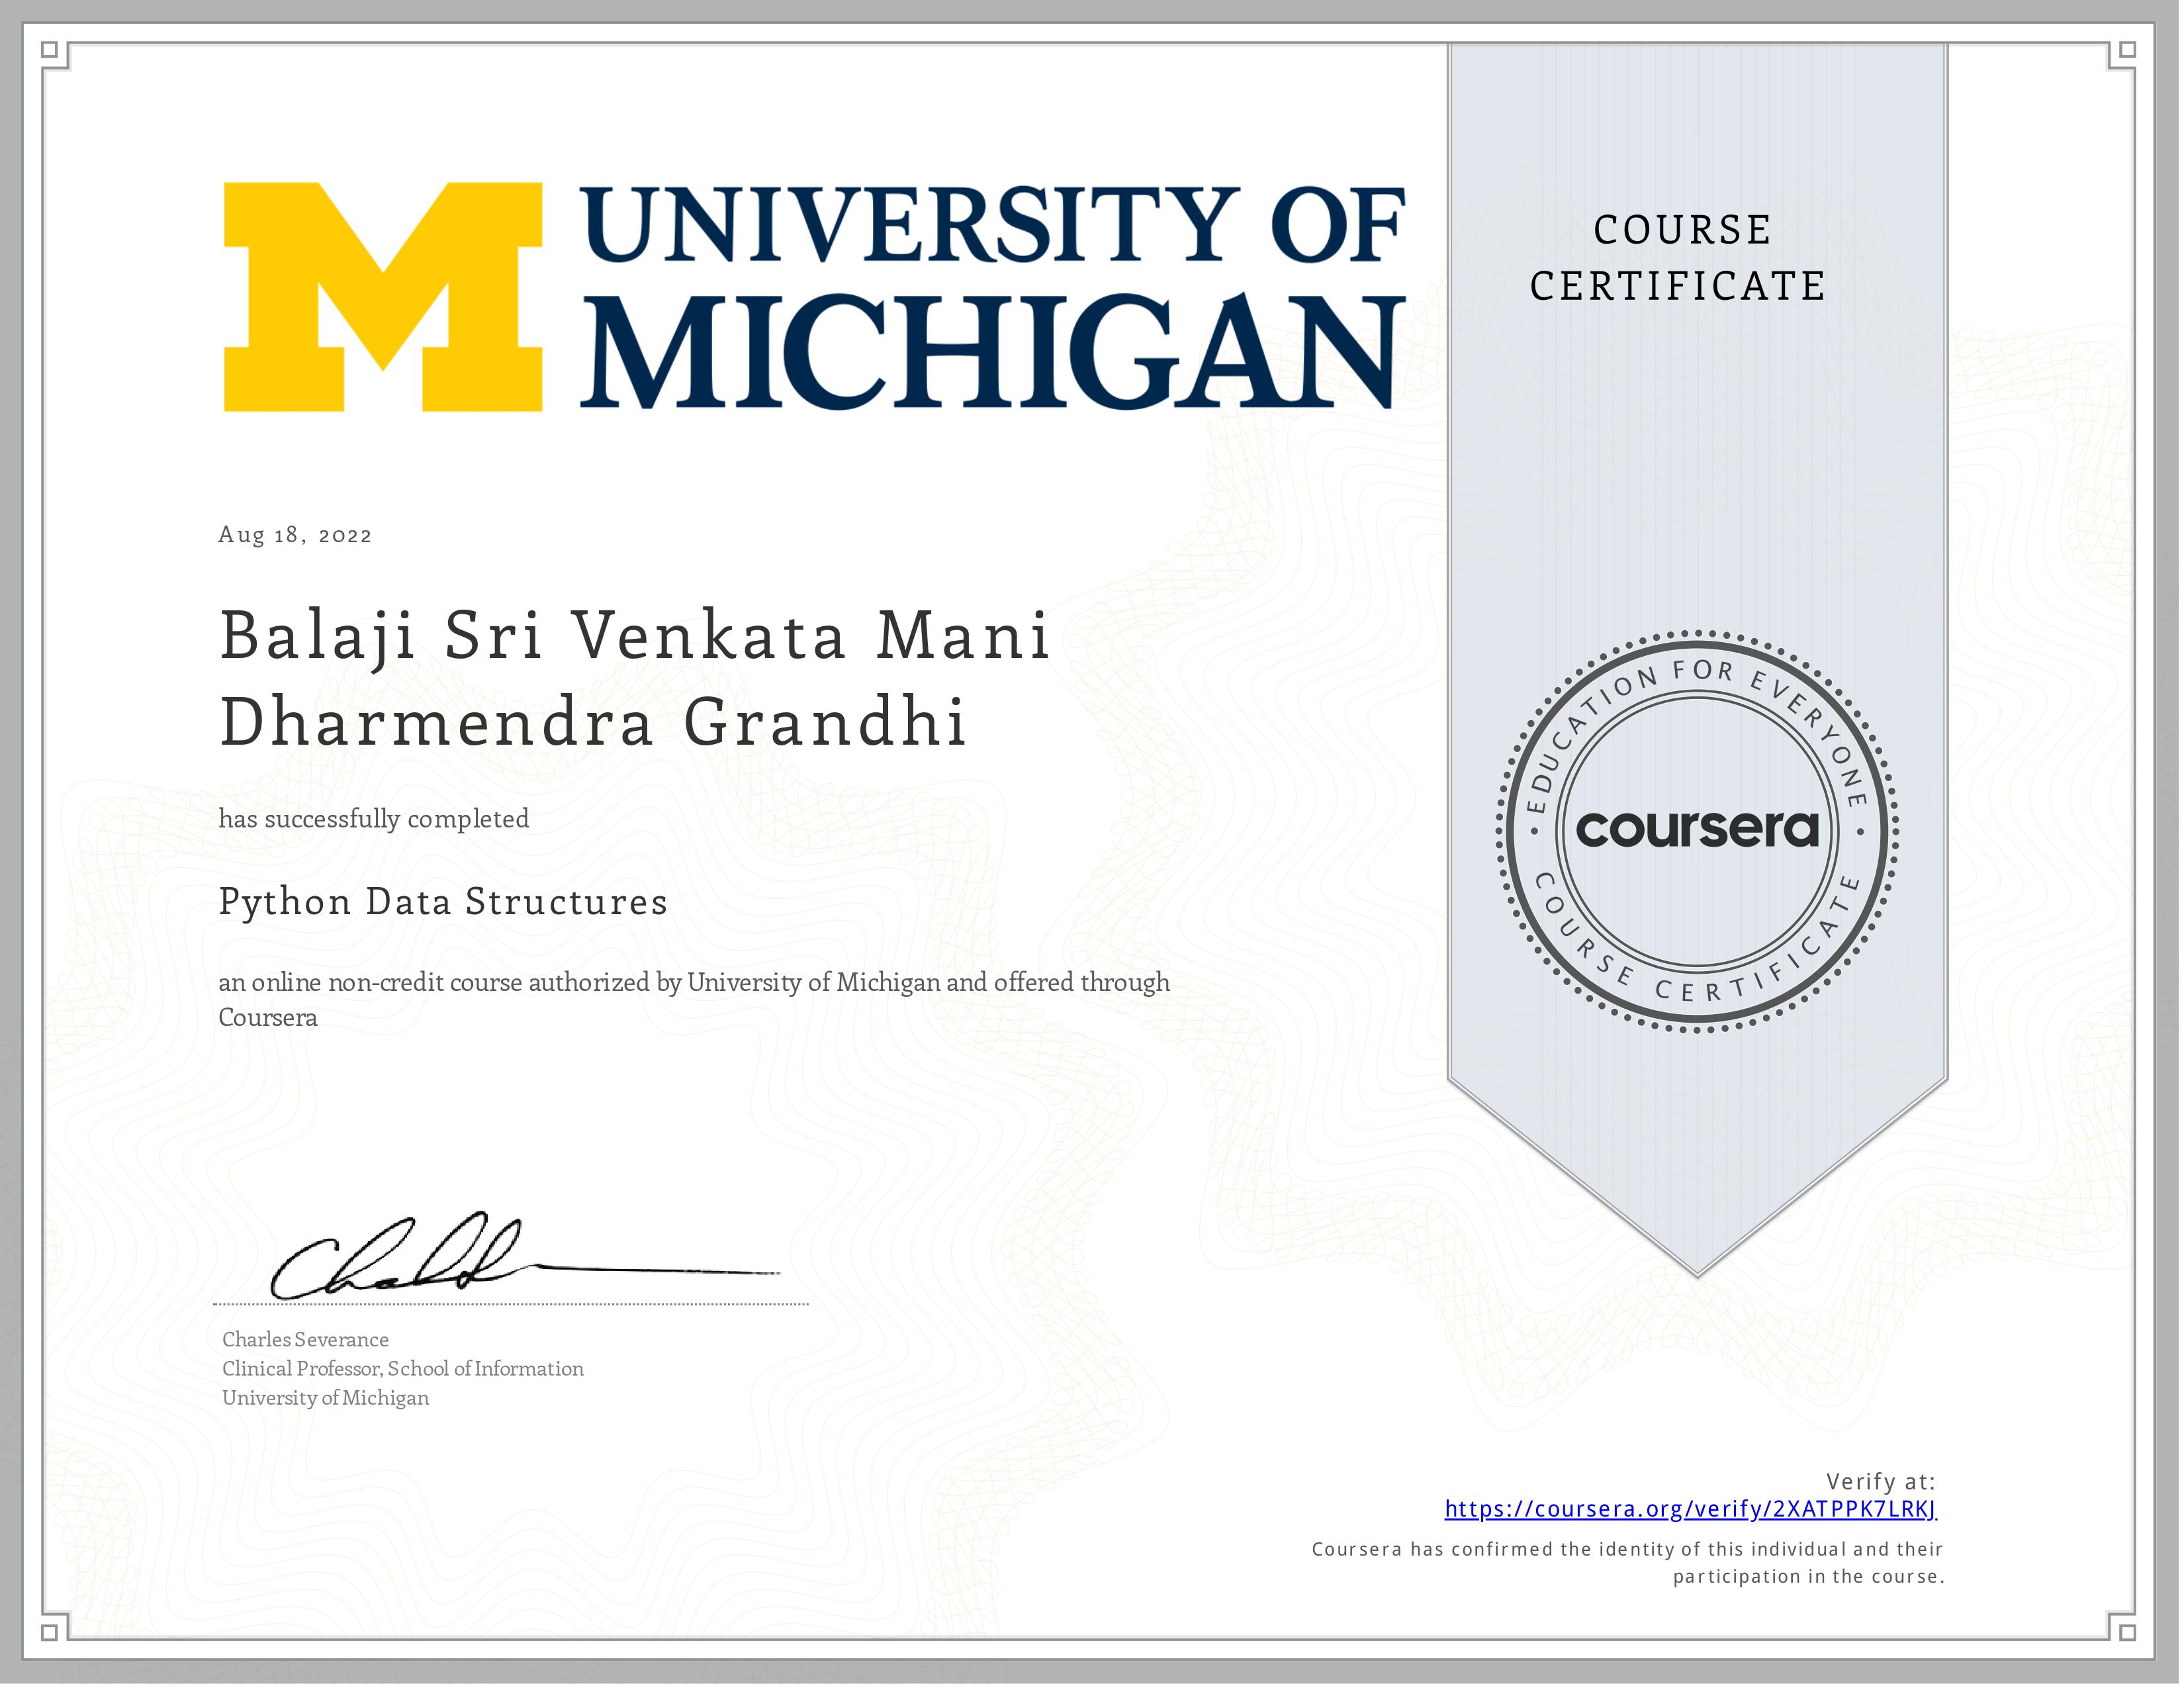 UNIVERSITY OF
MICHIGAN
COURSE
CERTIFICATE
Aug 18, 2022
Balaji Sri Venkata Mani
Dharmendra Grandhi
has successfully completed
Python Data Structures
an online non-credit course authorized by University of Michigan and offered through
Coursera
EDUCATION FOR EVERYONE
coursera
COURSE CERTIFICATE
Charles Severance
Clinical Professor, School of Information
University of Michigan
Verify at:
https://coursera.org/verify/2XATPPK7LRKJ
Coursera has confirmed the identity of this individual and their
participation in the course.